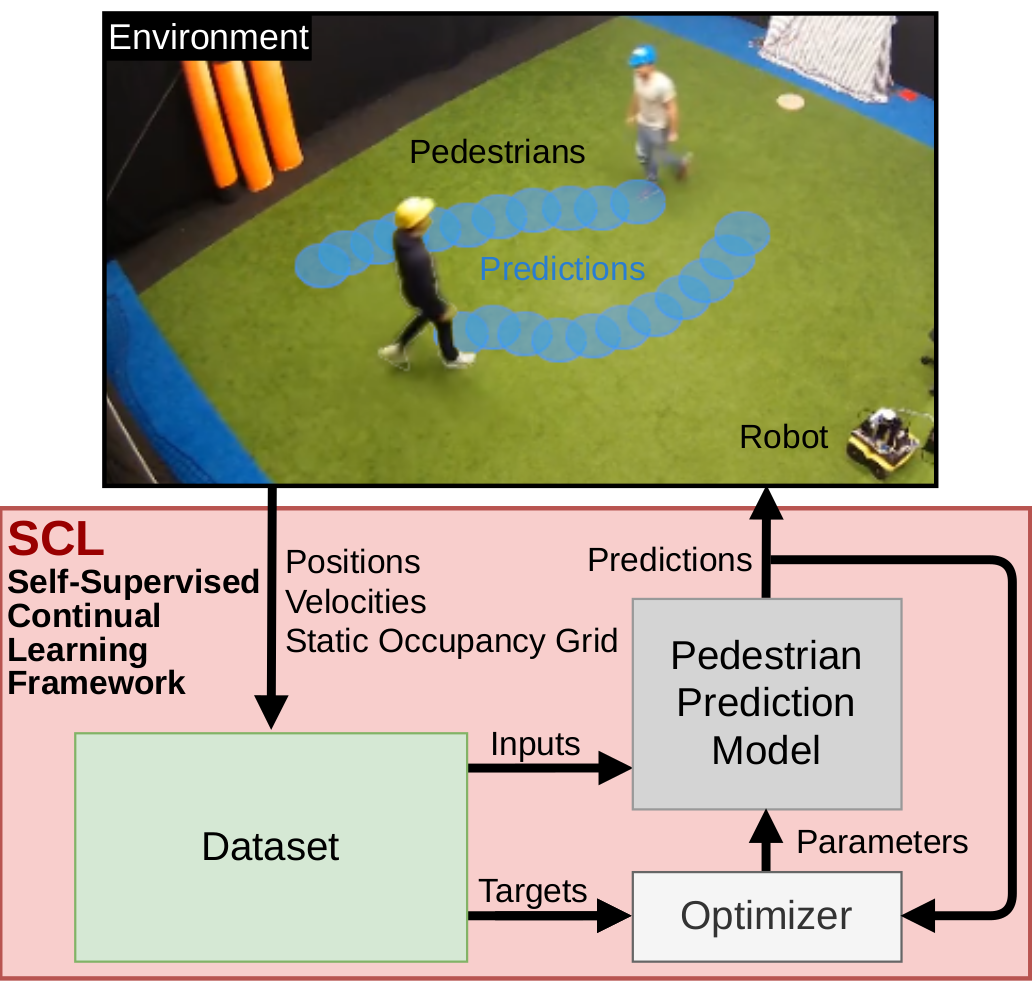 Environment
Pedestrians
Predictions
Robot
SCL
Self-Supervised
Continual
Learning
Framework
Positions
Velocities
Static Occupancy Grid
Predictions
Pedestrian
Prediction
Model
Inputs
Dataset
Parameters
Targets
Optimizer